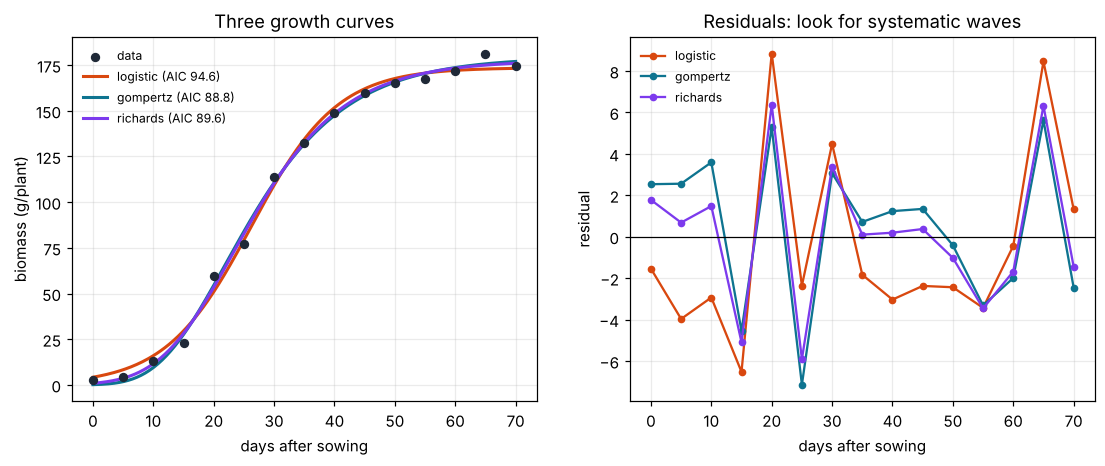 Three growth curves
data
logistic (AIC 94.6)
gompertz (AIC 88.8)
richards (AIC 89.6)
biomass (g/plant)
175
150
125
100
75
50
25
0
0 10 20 30 40 50 60 70
days after sowing
Residuals: look for systematic waves
logistic
gompertz
richards
residual
8
6
4
2
0
−2
−4
−6
0 10 20 30 40 50 60 70
days after sowing